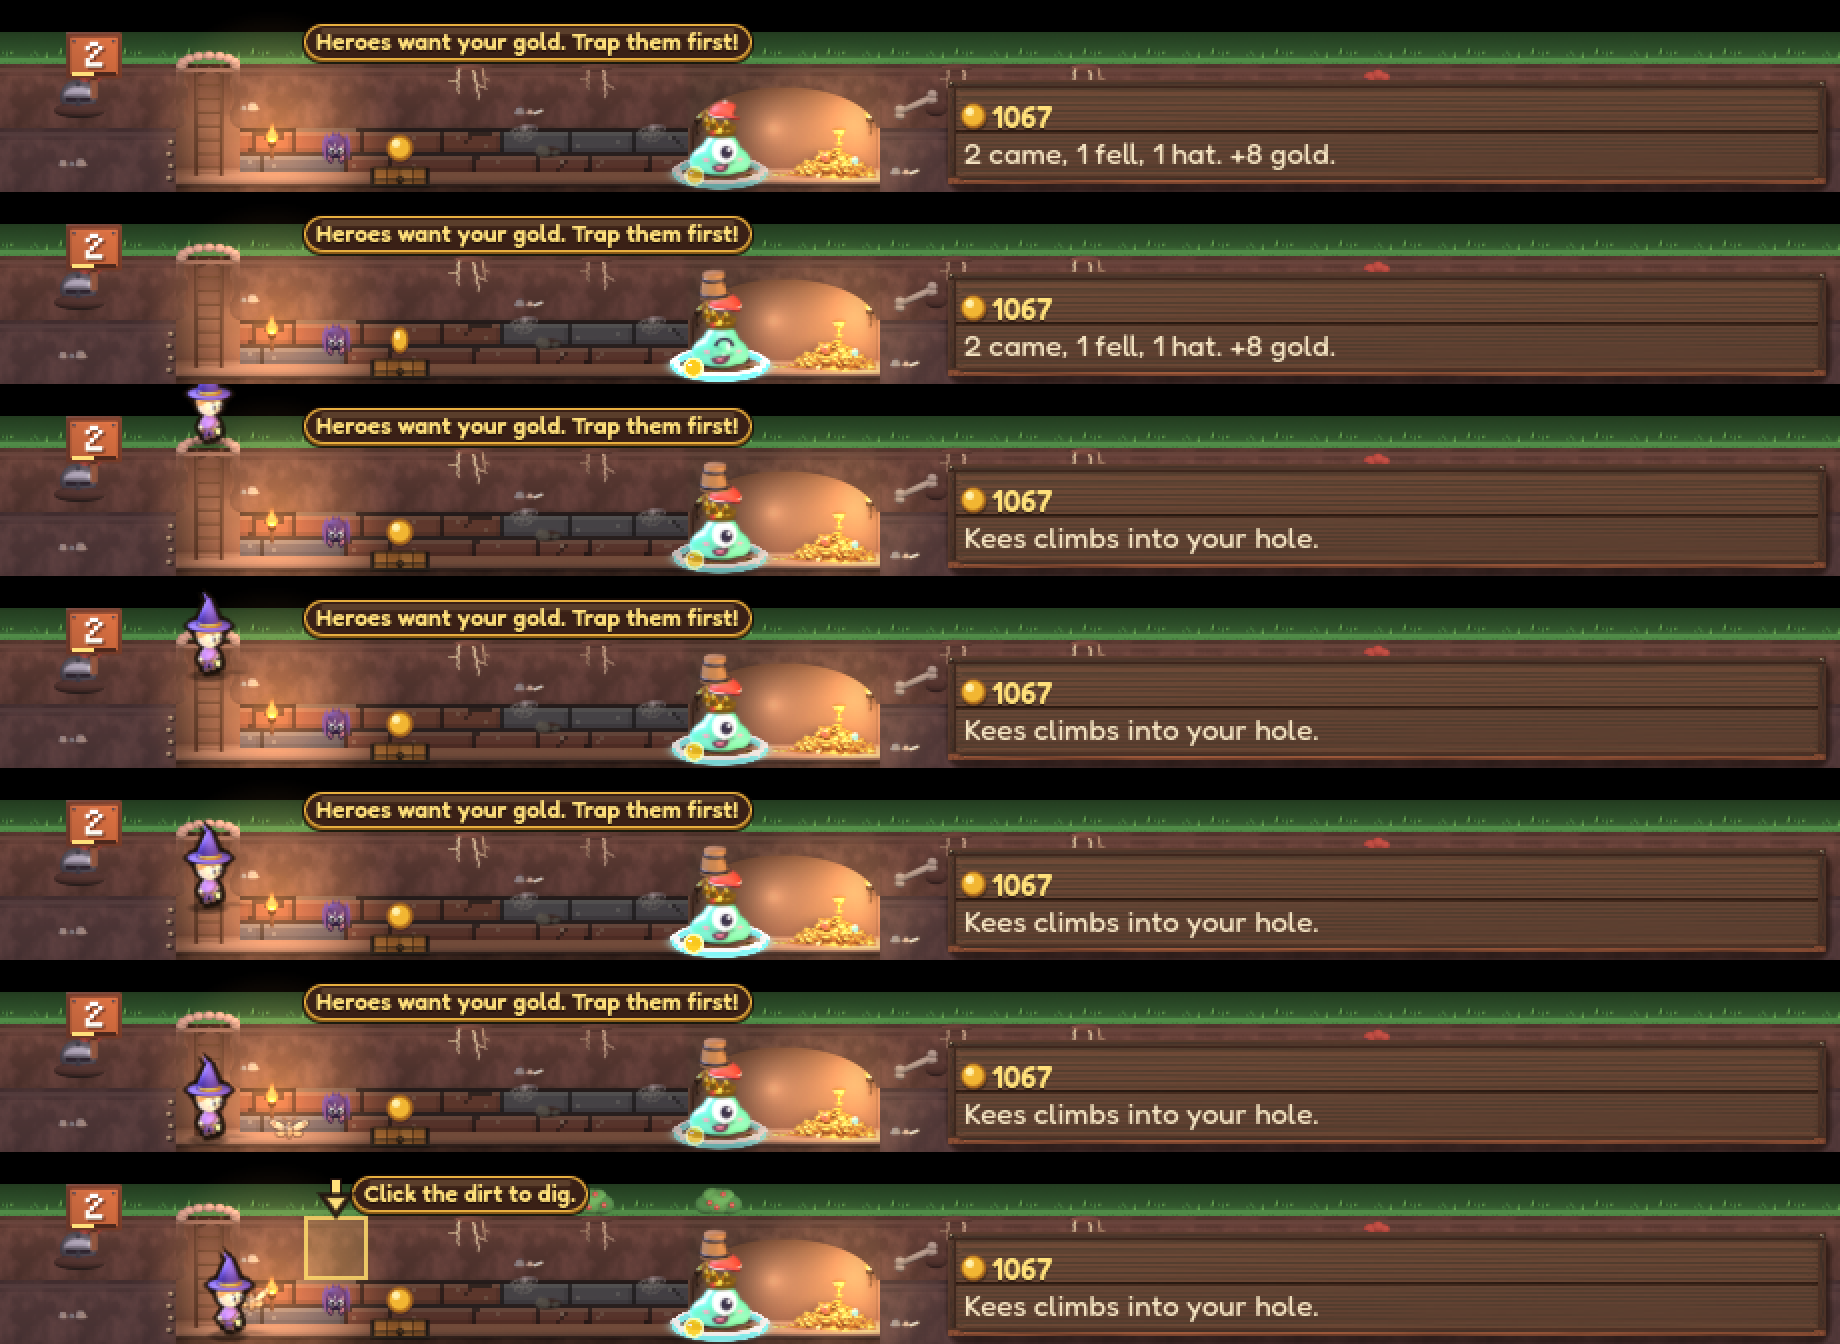 2
Heroes want your gold. Trap them first!
1067
2 came, 1 fell, 1 hat. +8 gold.
2
Heroes want your gold. Trap them first!
1067
2 came, 1 fell, 1 hat. +8 gold.
2
Heroes want your gold. Trap them first!
1067
Kees climbs into your hole.
2
Heroes want your gold. Trap them first!
1067
Kees climbs into your hole.
2
Heroes want your gold. Trap them first!
1067
Kees climbs into your hole.
2
Heroes want your gold. Trap them first!
1067
Kees climbs into your hole.
2
Click the dirt to dig.
1067
Kees climbs into your hole.